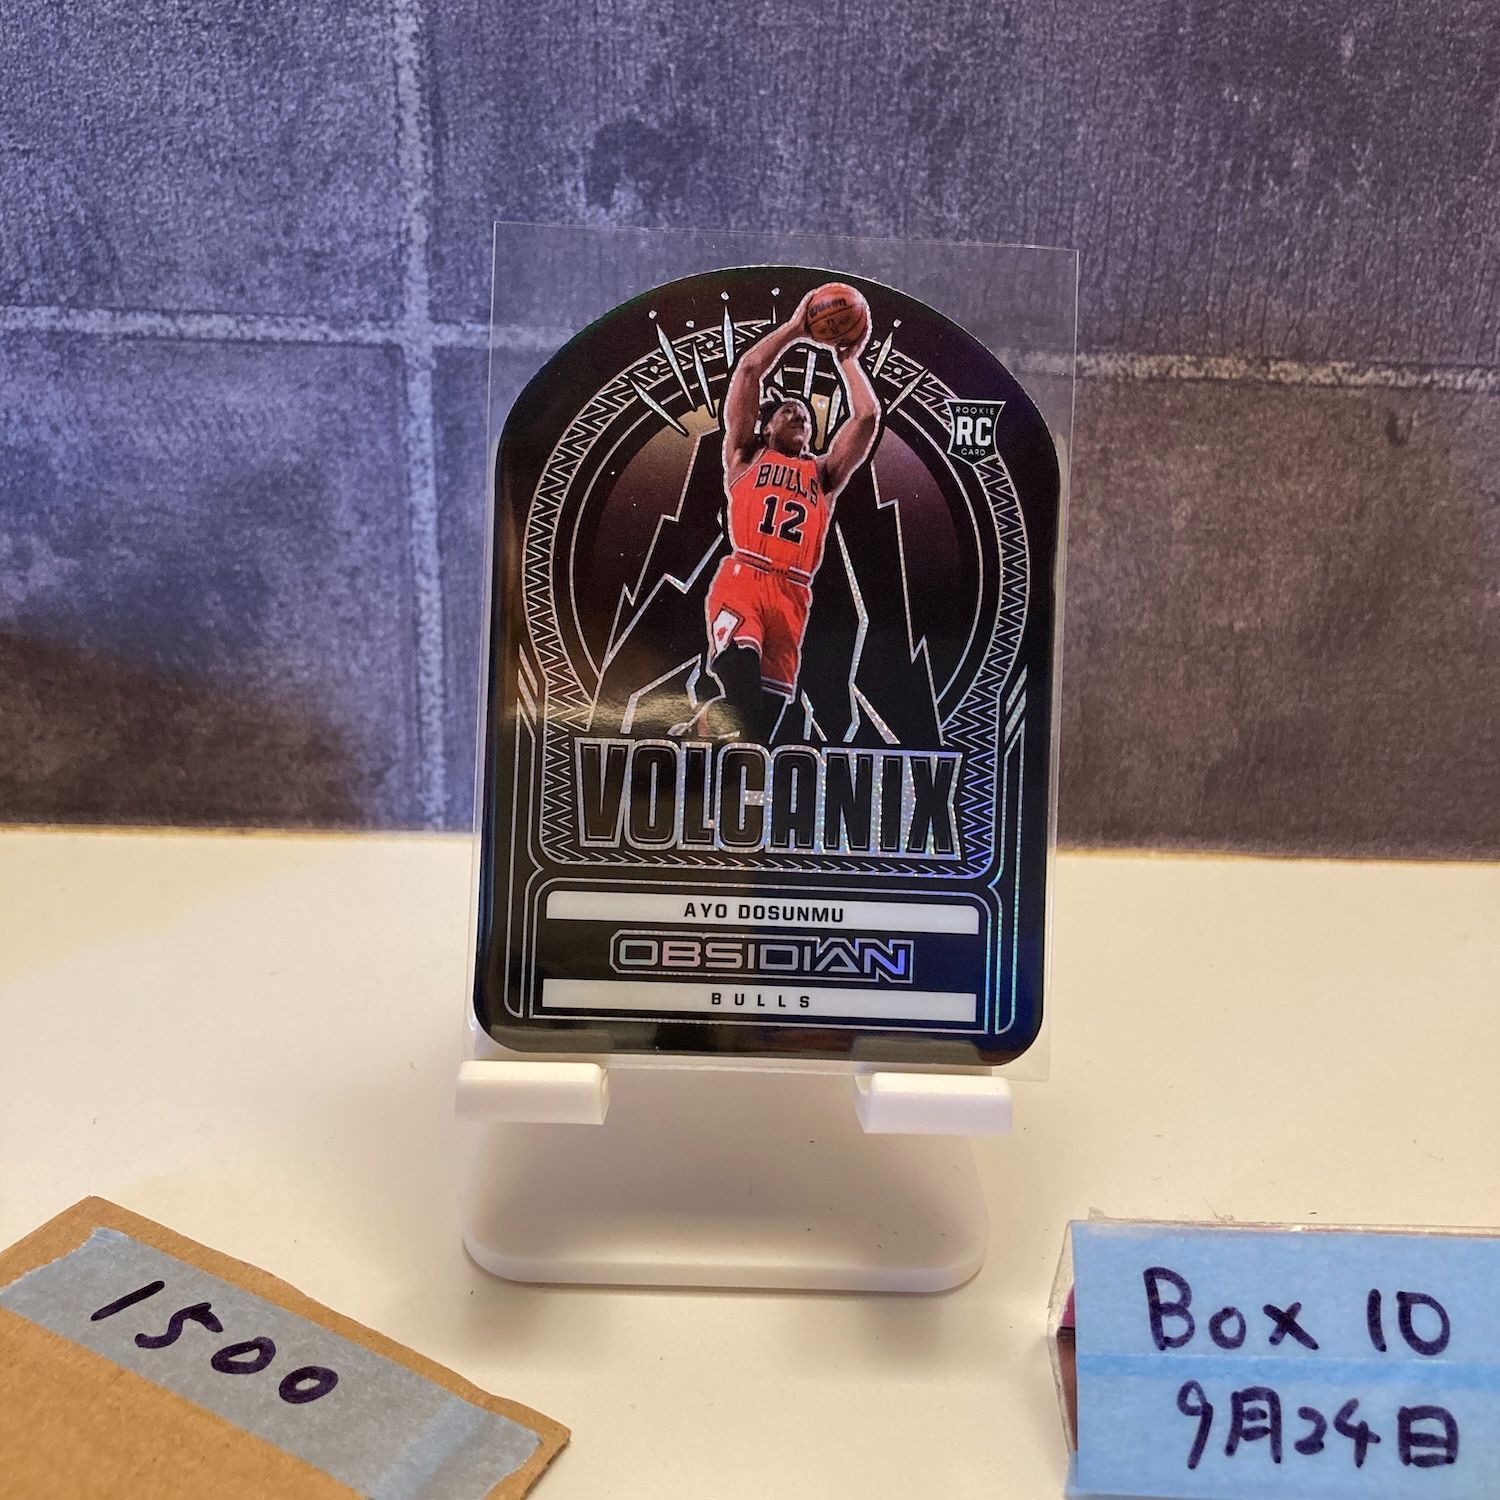 Wilson
ROOKIE
RC
CARD
BULLS
12
VOLCANIX
AYO DOSUNMU
OBSIDIAN
BULLS
1500
Box 10
9月24日